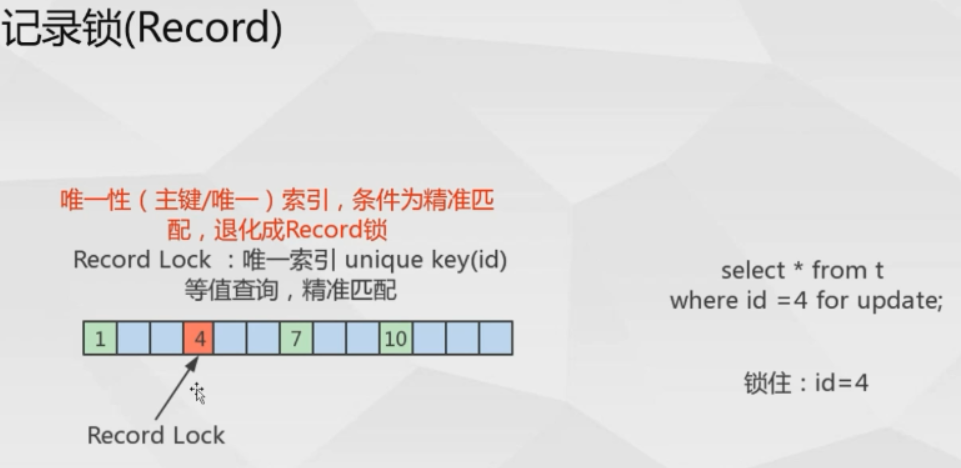 记录锁(Record)
唯一性（主键/唯一）索引，条件为精准匹
配，退化成Record锁
Record Lock ：唯一索引 unique key(id)
等值查询，精准匹配
select * from t
where id =4 for update;
1 4 7 10
锁住：id=4
Record Lock